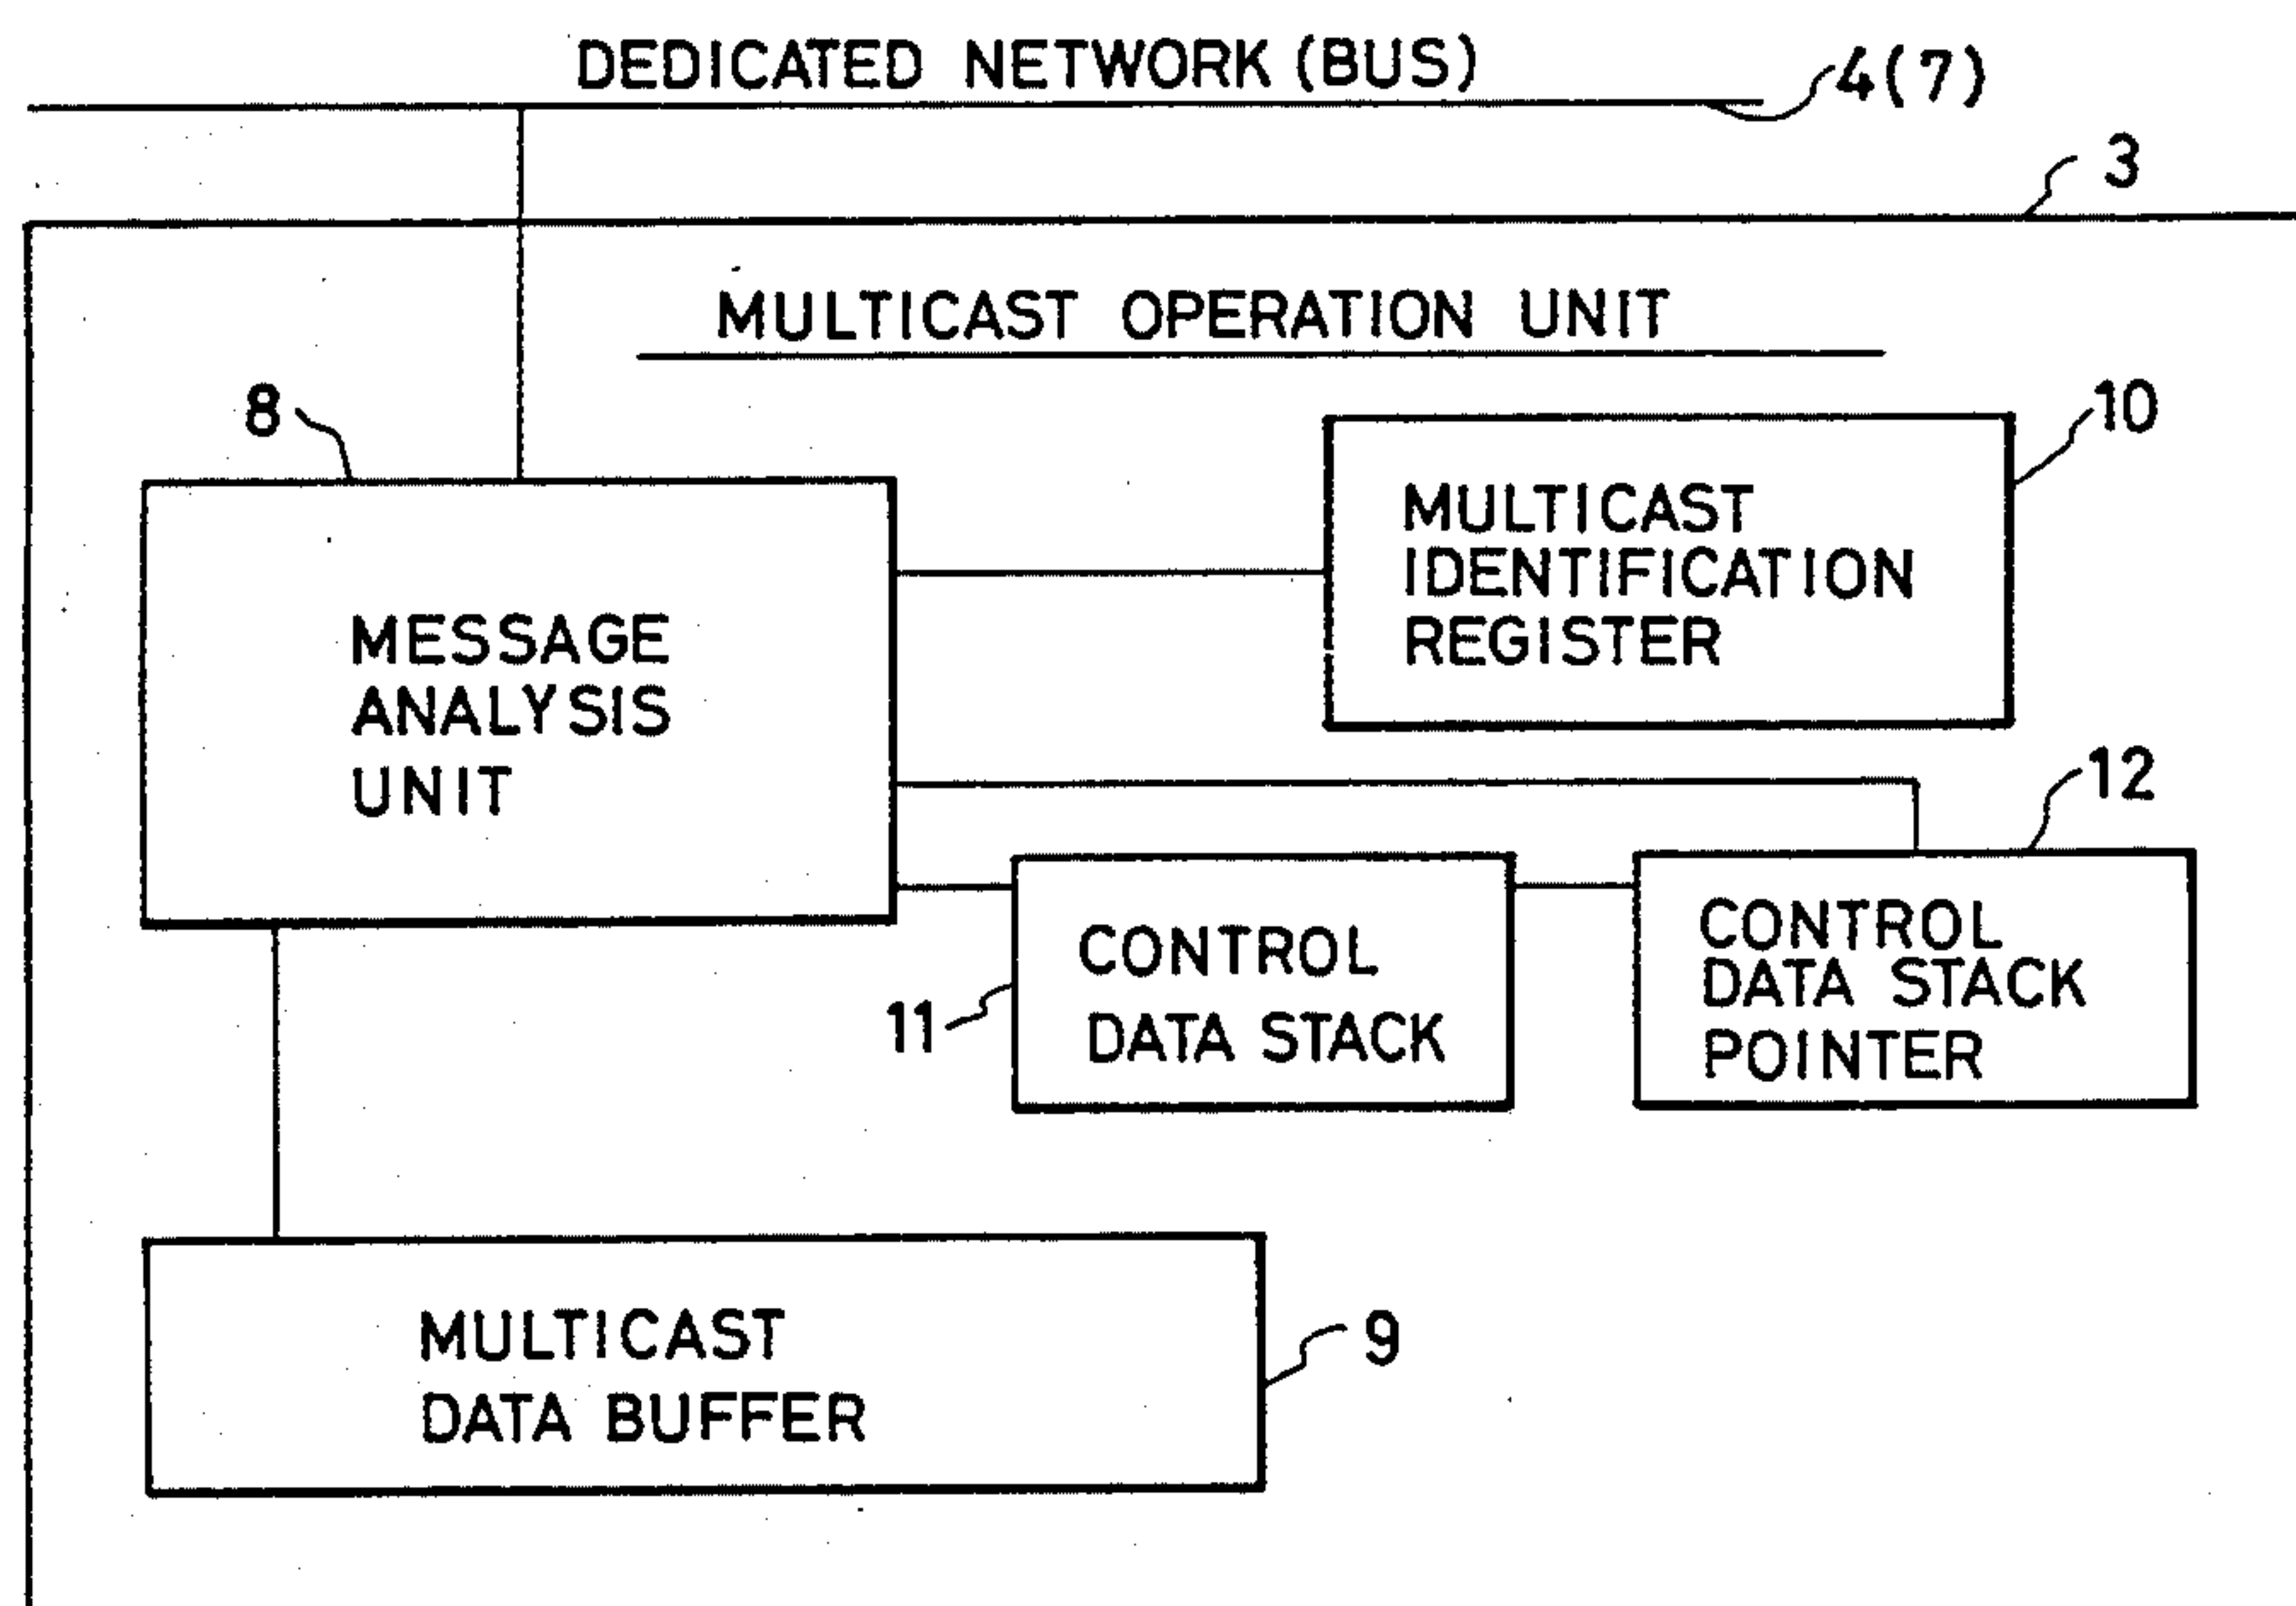 DEDICATED NETWORK (BUS)
4(7)
3
MULTICAST OPERATION UNIT
8
10
MULTICAST
IDENTIFICATION
REGISTER
MESSAGE
ANALYSIS
UNIT
12
CONTROL
DATA STACK
11
CONTROL
DATA STACK
POINTER
MULTICAST
DATA BUFFER
9